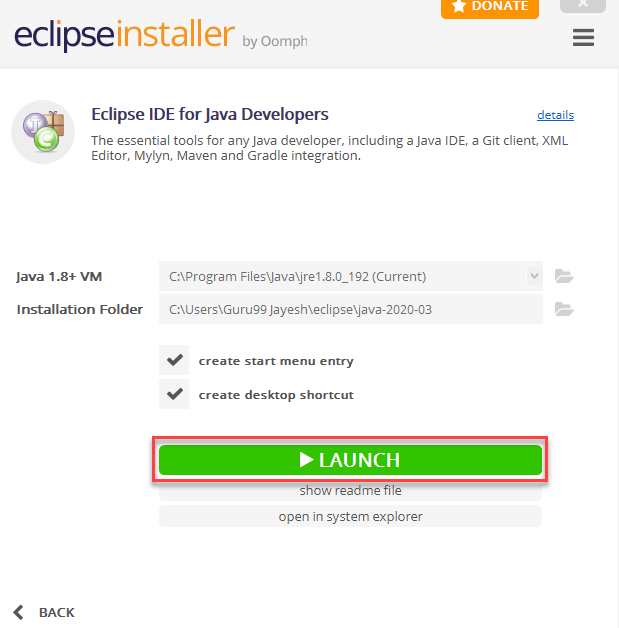 DONATE
eclipseinstaller by Oomph
Eclipse IDE for Java Developers details
The essential tools for any Java developer, including a Java IDE, a Git client, XML
Editor, Mylyn, Maven and Gradle integration.
Java 1.8+ VM C:\Program Files\Java\jre1.8.0_192 (Current)
Installation Folder C:\Users\Guru99 Jayesh\eclipse\java-2020-03
create start menu entry
create desktop shortcut
LAUNCH
show readme file
open in system explorer
BACK